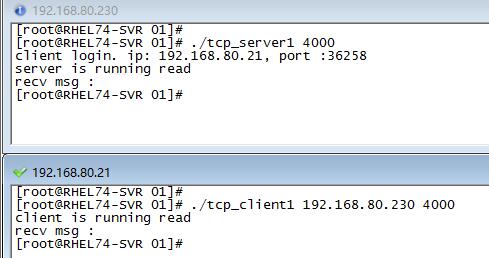 192.168.80.230
[root@RHEL74-SVR 01]#
[root@RHEL74-SVR 01]# ./tcp_server1 4000
client login. ip: 192.168.80.21, port :36258
server is running read
recv msg :
[root@RHEL74-SVR 01]#
192.168.80.21
[root@RHEL74-SVR 01]#
[root@RHEL74-SVR 01]# ./tcp_client1 192.168.80.230 4000
client is running read
recv msg :
[root@RHEL74-SVR 01]#